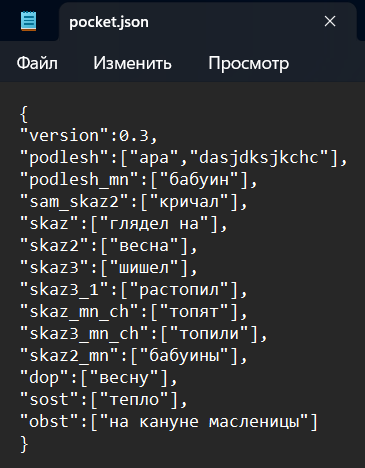 pocket.json
Файл Изменить Просмотр
{
"version":0.3,
"podlesh":["ара","dasjdksjkchc"],
"podlesh_mn":["бабуин"],
"sam_skaz2":["кричал"],
"skaz":["глядел на"],
"skaz2":["весна"],
"skaz3":["шишел"],
"skaz3_1":["растопил"],
"skaz_mn_ch":["топят"],
"skaz3_mn_ch":["топили"],
"skaz2_mn":["бабуины"],
"dop":["весну"],
"sost":["тепло"],
"obst":["на кануне масленицы"]
}